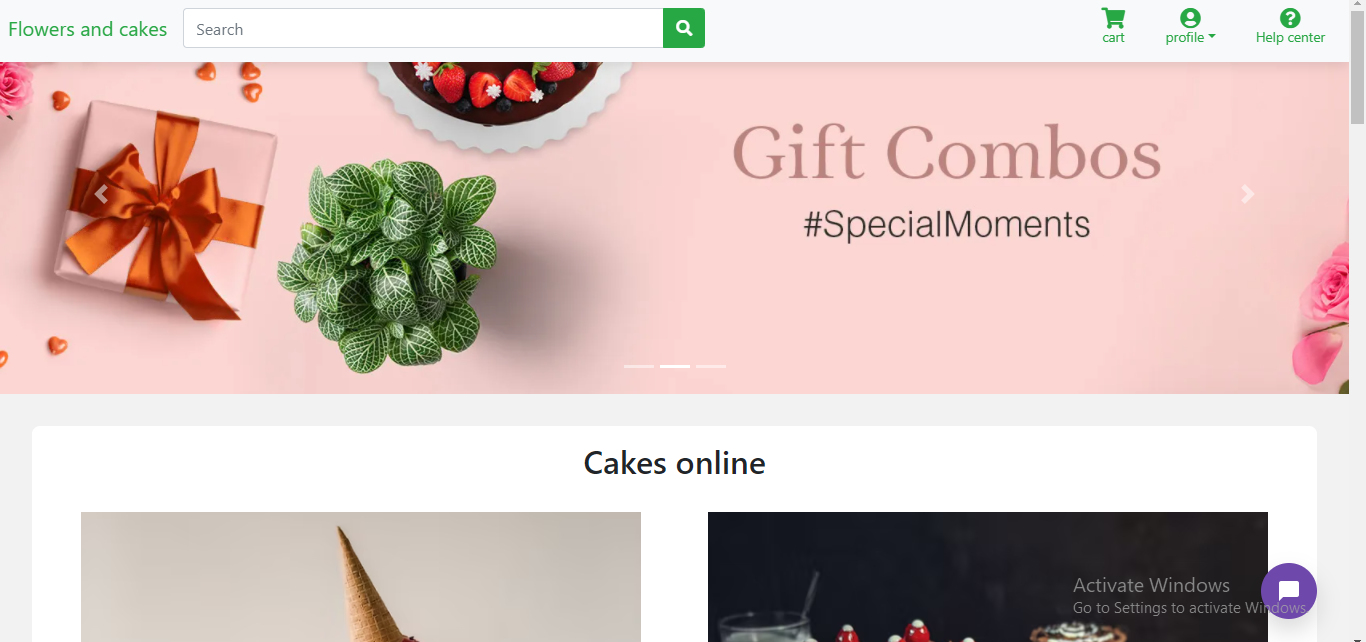 Flowers and cakes
Search
cart
profile
Help center
Gift Combos
#SpecialMoments
Cakes online
Activate Windows
Go to Settings to activate Windows.